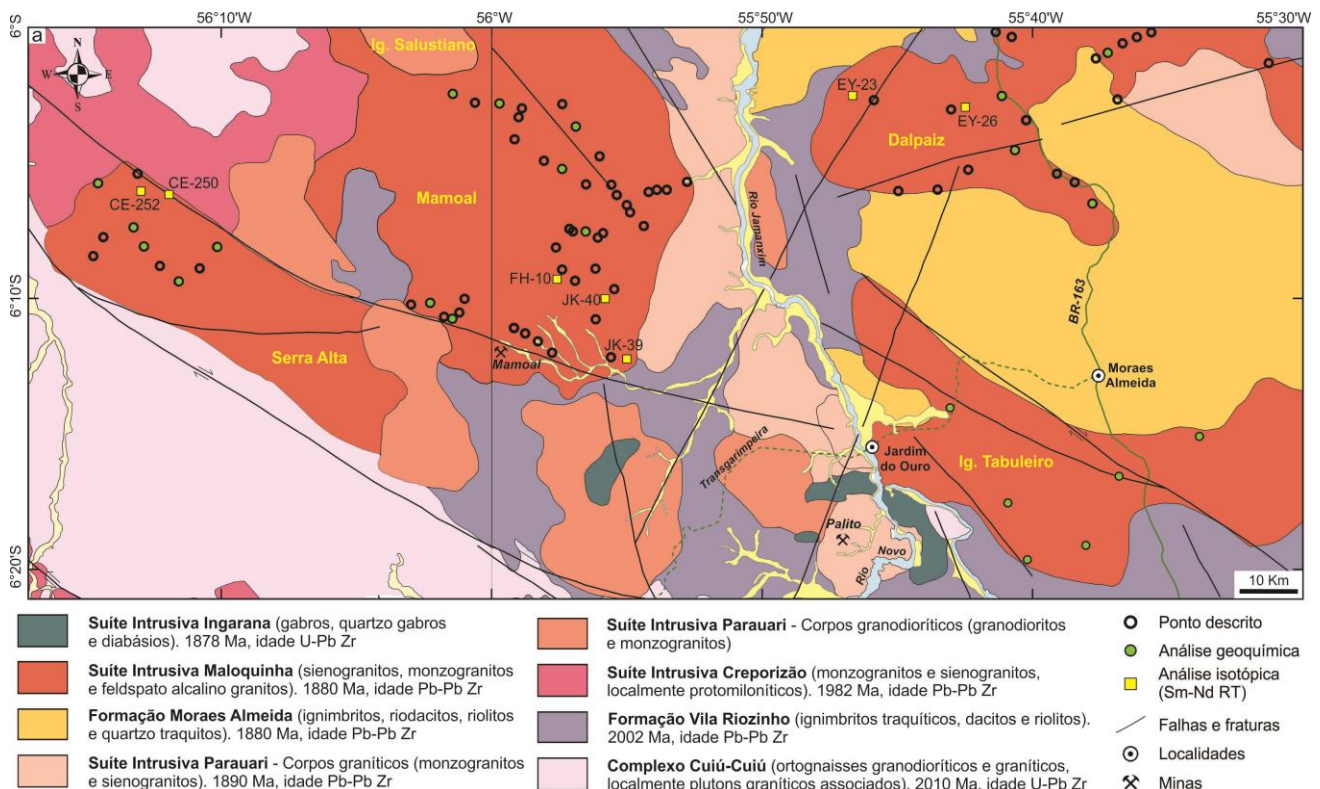 56°10'W
56°W
55°50'W
55°40'W
55°30'W
6°S
6°10'S
6°20'S
a
N
W E
S
Ig. Salustiano
EY-23
EY-26
Dalpaiz
CE-250
CE-252
Mamoal
Rio Jamanxim
FH-10
JK-40
BR-163
JK-39
Serra Alta
Mamoal
Moraes
Almeida
Transgarimpeira
Jardim
do Ouro
Ig. Tabuleiro
Palito
Rio Novo
10 Km
Suíte Intrusiva Ingarana (gabros, quartzo gabros
e diabásios). 1878 Ma, idade U-Pb Zr
Suíte Intrusiva Maloquinha (sienogranitos, monzogranitos
e feldspato alcalino granitos). 1880 Ma, idade Pb-Pb Zr
Formação Moraes Almeida (ignimbritos, riodacitos, riolitos
e quartzo traquitos). 1880 Ma, idade Pb-Pb Zr
Suíte Intrusiva Parauari - Corpos graníticos (monzogranitos
e sienogranitos). 1890 Ma, idade Pb-Pb Zr
Suíte Intrusiva Parauari - Corpos granodioríticos (granodioritos
e monzogranitos)
Suíte Intrusiva Creporizão (monzogranitos e sienogranitos,
localmente protomiloníticos). 1982 Ma, idade Pb-Pb Zr
Formação Vila Riozinho (ignimbritos traquíticos, dacitos e riolitos).
2002 Ma, idade Pb-Pb Zr
Complexo Cuiú-Cuiú (ortognaisses granodioríticos e graníticos,
localmente plutons graníticos associados). 2010 Ma, idade U-Pb Zr
Ponto descrito
Análise geoquímica
Análise isotópica
(Sm-Nd RT)
Falhas e fraturas
Localidades
Minas